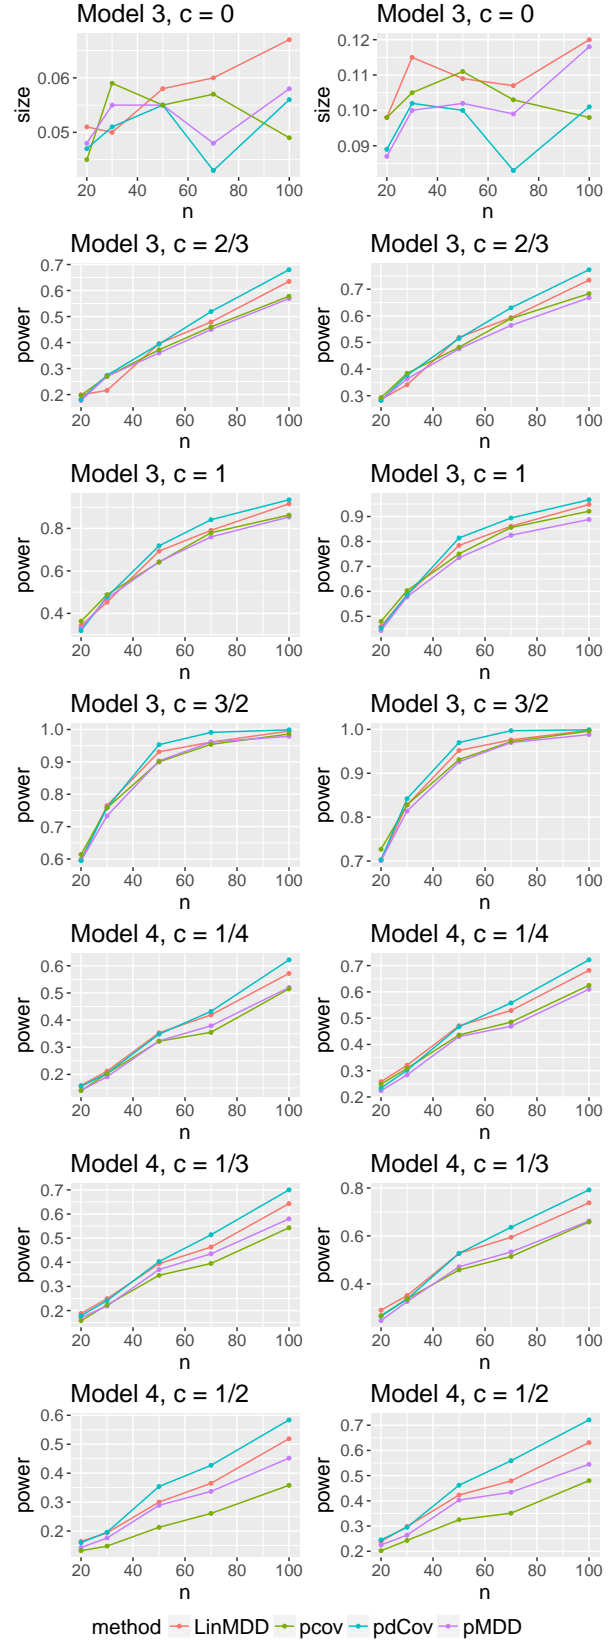 Model 3, c = 0
Model 3, c = 0
size
0.06
0.05
20 40 60 80 100
n
size
0.12
0.11
0.10
0.09
20 40 60 80 100
n
Model 3, c = 2/3
Model 3, c = 2/3
power
0.7
0.6
0.5
0.4
0.3
0.2
20 40 60 80 100
n
power
0.7
0.6
0.5
0.4
0.3
20 40 60 80 100
n
Model 3, c = 1
Model 3, c = 1
power
0.8
0.6
0.4
20 40 60 80 100
n
power
0.9
0.8
0.7
0.6
0.5
20 40 60 80 100
n
Model 3, c = 3/2
Model 3, c = 3/2
power
1.0
0.9
0.8
0.7
0.6
20 40 60 80 100
n
power
1.0
0.9
0.8
0.7
20 40 60 80 100
n
Model 4, c = 1/4
Model 4, c = 1/4
power
0.6
0.5
0.4
0.3
0.2
20 40 60 80 100
n
power
0.7
0.6
0.5
0.4
0.3
0.2
20 40 60 80 100
n
Model 4, c = 1/3
Model 4, c = 1/3
power
0.7
0.6
0.5
0.4
0.3
0.2
20 40 60 80 100
n
power
0.8
0.6
0.4
20 40 60 80 100
n
Model 4, c = 1/2
Model 4, c = 1/2
power
0.6
0.5
0.4
0.3
0.2
20 40 60 80 100
n
power
0.7
0.6
0.5
0.4
0.3
0.2
20 40 60 80 100
n
method LinMDD pcov pdCov pMDD